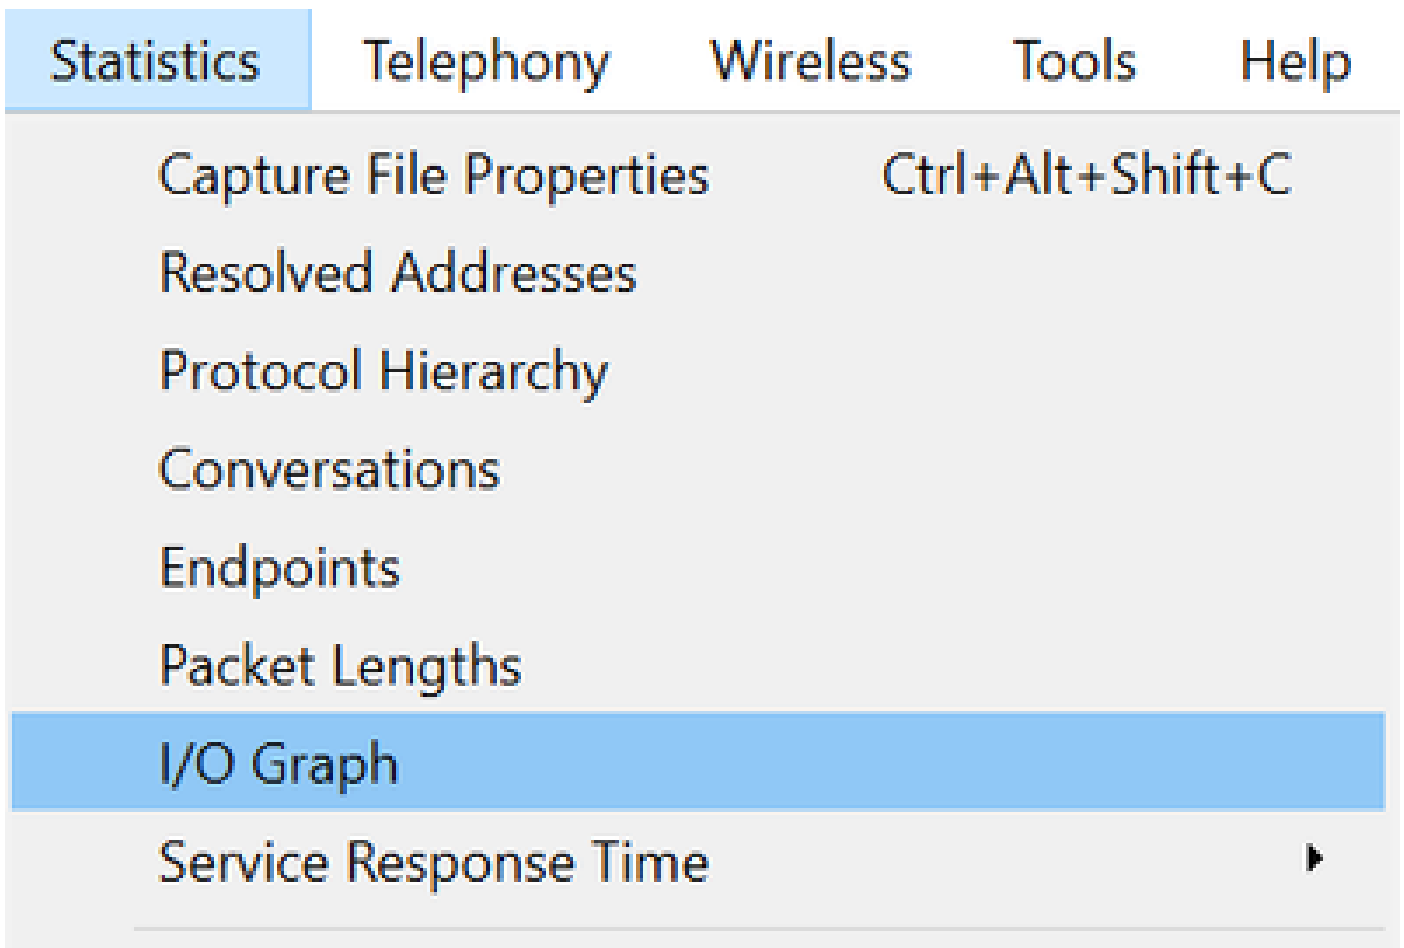 Statistics Telephony Wireless Tools Help
Capture File Properties Ctrl+Alt+Shift+C
Resolved Addresses
Protocol Hierarchy
Conversations
Endpoints
Packet Lengths
I/O Graph
Service Response Time